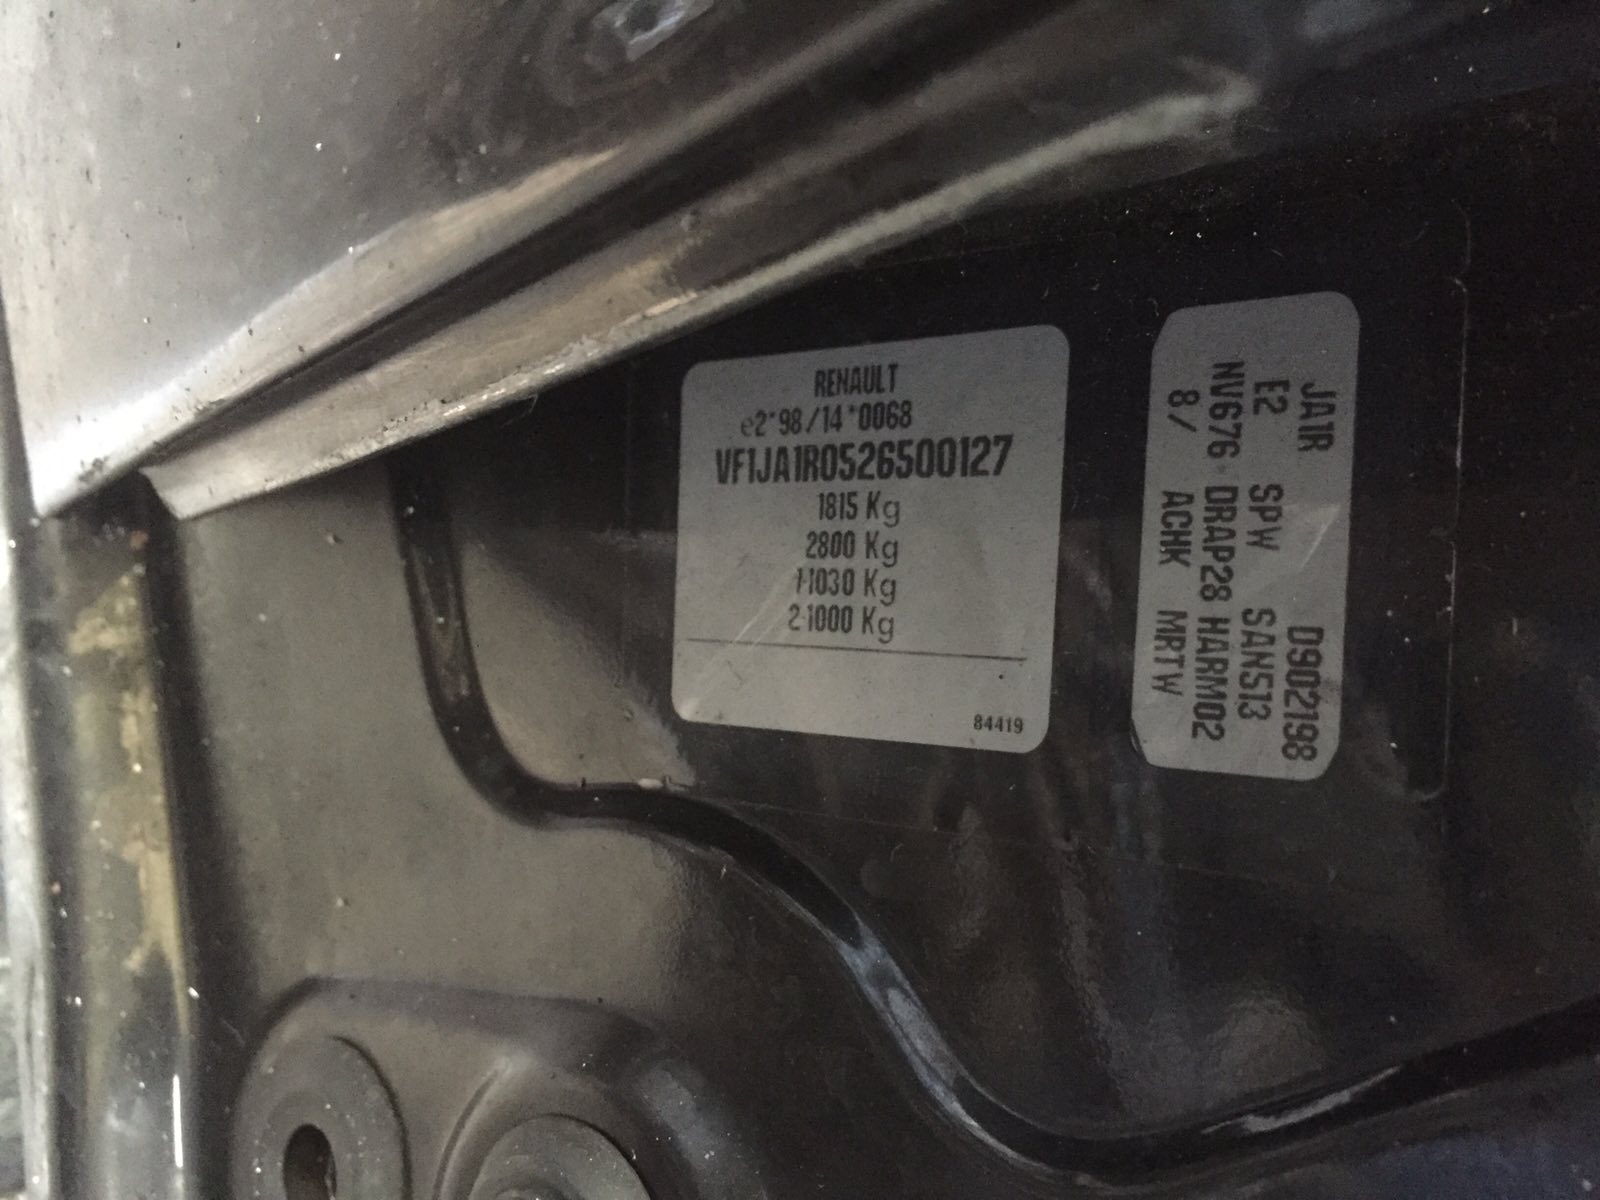 RENAULT
e2*98/14*0068
VF1JA1R0526500127
1815 Kg
2800 Kg
1-1030 Kg
2-1000 Kg
84419
JA1R D902198
E2 SPW SAN513
NV676 DRAP28 HARM02
8/ ACHK MRTW